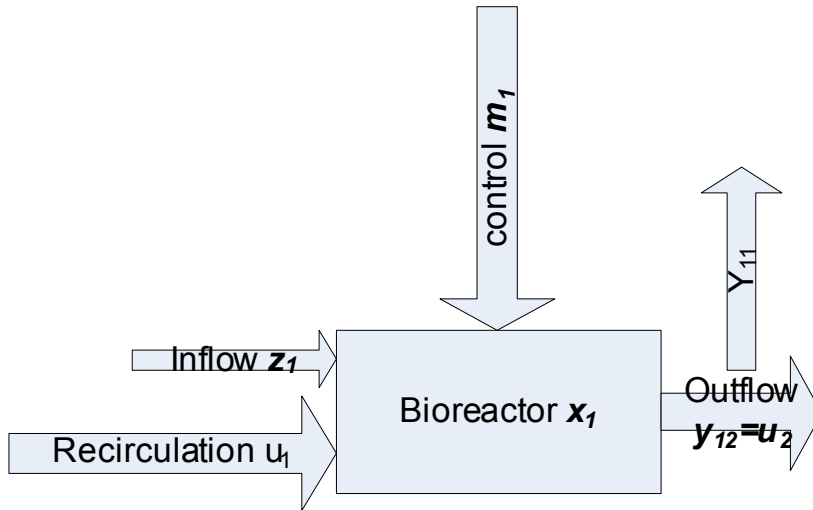 control m₁
Y₁₁
Inflow z₁
Outflow
Bioreactor x₁
y₁₂=u₂
Recirculation u₁